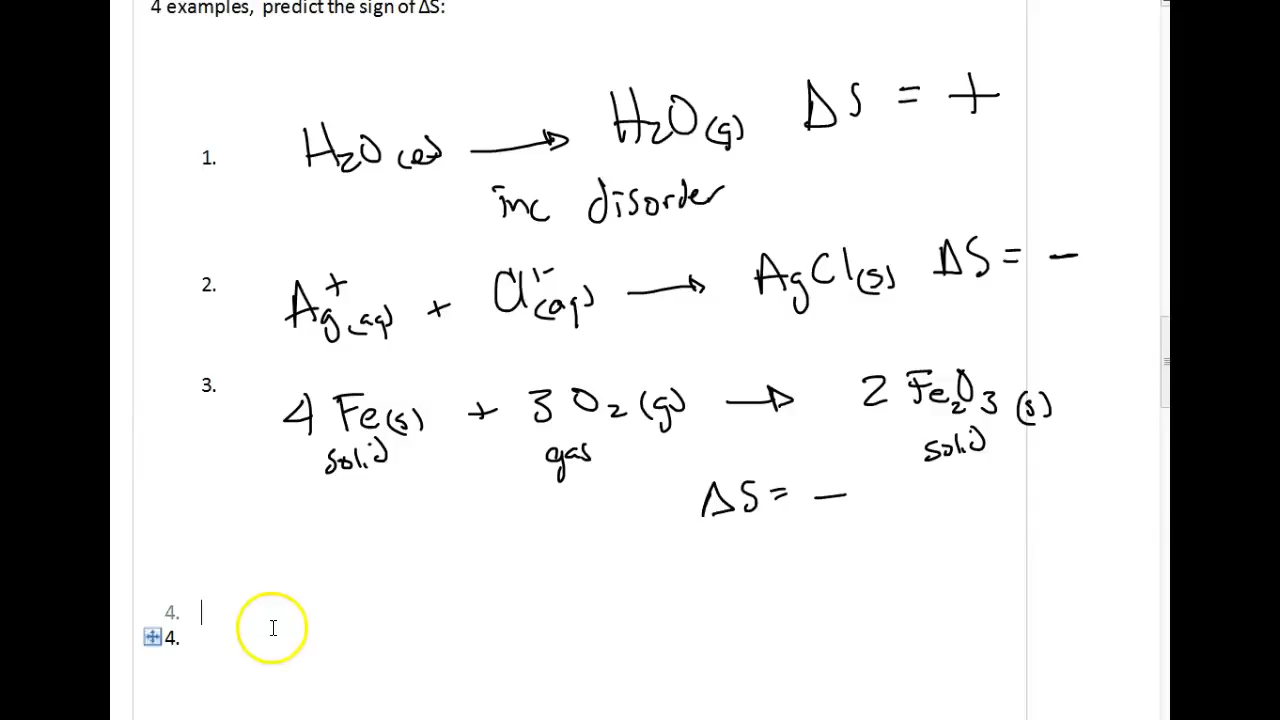 4 examples, predict the sign of ΔS:
1. H₂O(l) → H₂O(g) ΔS = +
inc disorder
2. Ag⁺(aq) + Cl¹⁻(aq) → AgCl(s) ΔS = -
3. 4 Fe(s) + 3 O₂(g) → 2 Fe₂O₃(s)
solid gas solid
ΔS = -
4.
4.